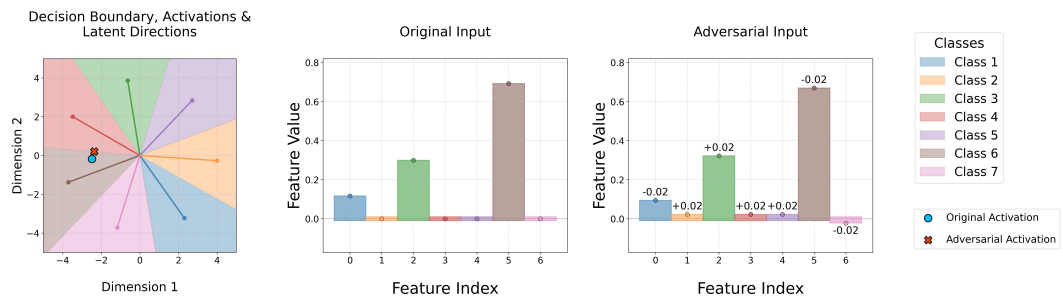 Decision Boundary, Activations &
Latent Directions
Dimension 2
4
2
0
−2
−4
−4
−2
0
2
4
Dimension 1
Original Input
Feature Value
0.8
0.6
0.4
0.2
0.0
0
1
2
3
4
5
6
Feature Index
Adversarial Input
Feature Value
0.8
0.6
0.4
0.2
0.0
-0.02
+0.02
+0.02
+0.02
+0.02
-0.02
-0.02
0
1
2
3
4
5
6
Feature Index
Classes
Class 1
Class 2
Class 3
Class 4
Class 5
Class 6
Class 7
Original Activation
Adversarial Activation